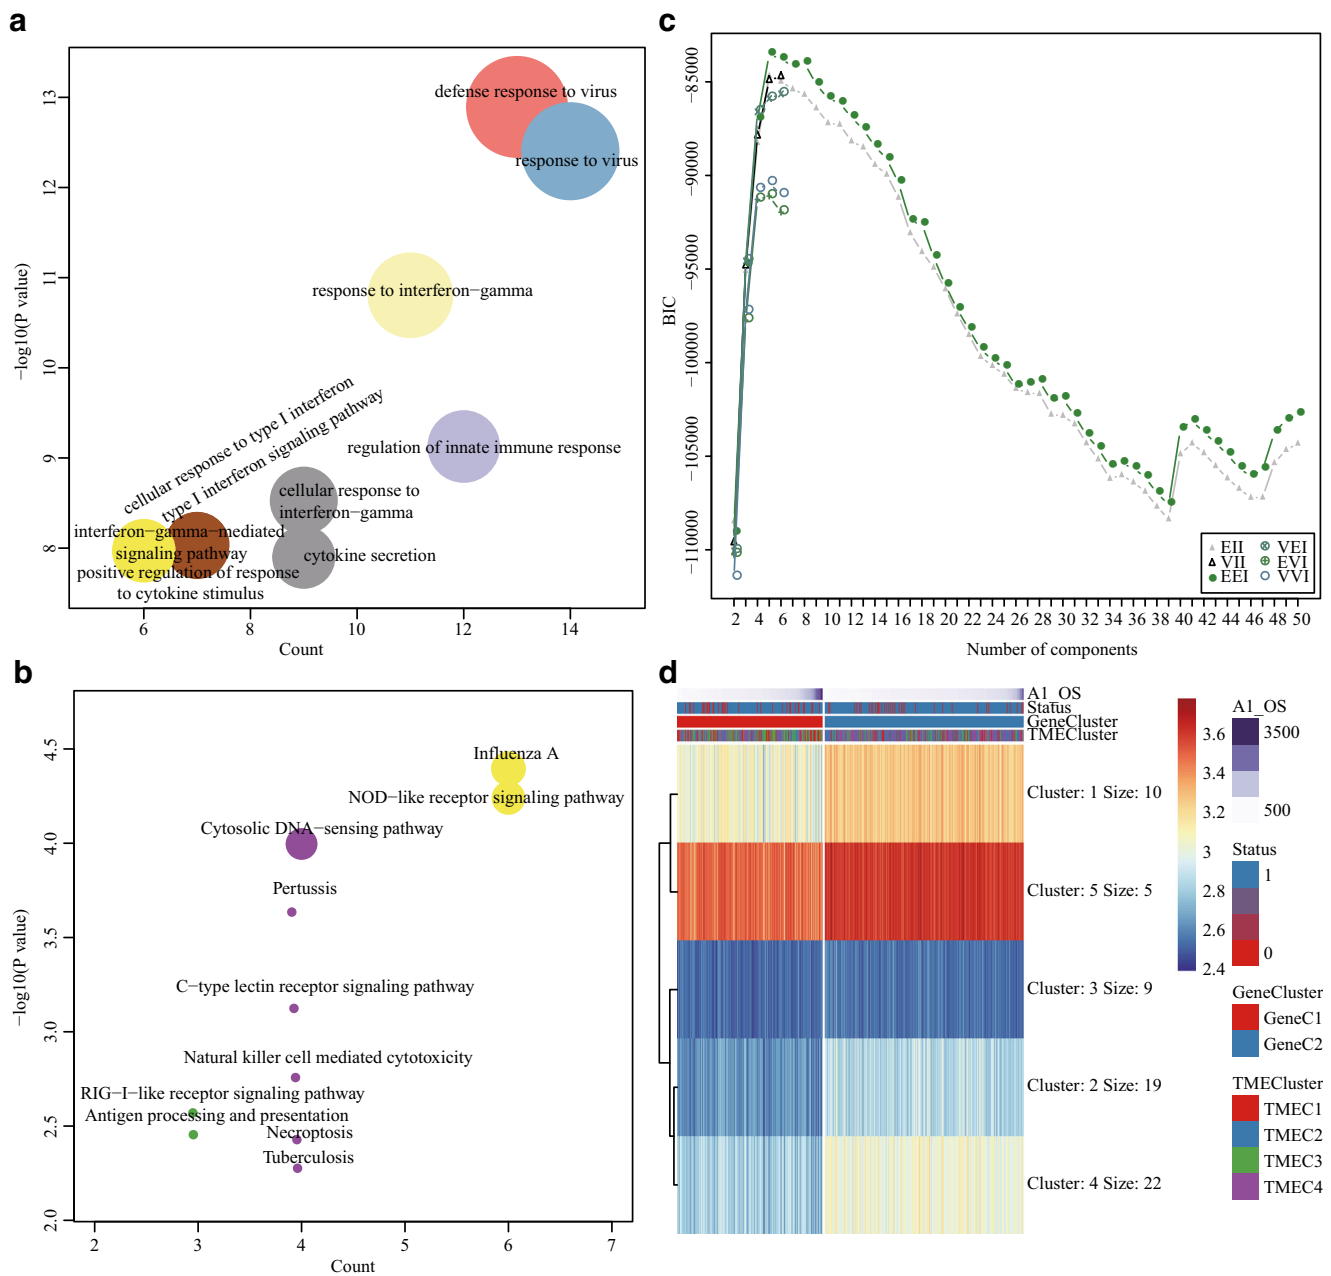 a
13
12
11
10
9
8
−log10(P value)
defense response to virus
response to virus
response to interferon−gamma
cellular response to type I interferon
type I interferon signaling pathway
regulation of innate immune response
cellular response to
interferon−gamma
cytokine secretion
interferon−gamma−mediated
signaling pathway
positive regulation of response
to cytokine stimulus
6 8 10 12 14
Count
c
−85000
−90000
−95000
−100000
−105000
−110000
BIC
EII VEI
VII EVI
EEI VVI
2 4 6 8 10 12 14 16 18 20 22 24 26 28 30 32 34 36 38 40 42 44 46 48 50
Number of components
b
4.5
4.0
3.5
3.0
2.5
2.0
−log10(P value)
Influenza A
NOD−like receptor signaling pathway
Cytosolic DNA−sensing pathway
Pertussis
C−type lectin receptor signaling pathway
Natural killer cell mediated cytotoxicity
RIG−I−like receptor signaling pathway
Antigen processing and presentation
Necroptosis
Tuberculosis
2 3 4 5 6 7
Count
d
A1_OS
Status
GeneCluster
TMECluster
Cluster: 1 Size: 10
Cluster: 5 Size: 5
Cluster: 3 Size: 9
Cluster: 2 Size: 19
Cluster: 4 Size: 22
3.6
3.4
3.2
3
2.8
2.6
2.4
A1_OS
3500
500
Status
1
0
GeneCluster
GeneC1
GeneC2
TMECluster
TMEC1
TMEC2
TMEC3
TMEC4